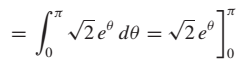 = ∫₀^π √2 e^θ dθ = √2 e^θ ]₀^π